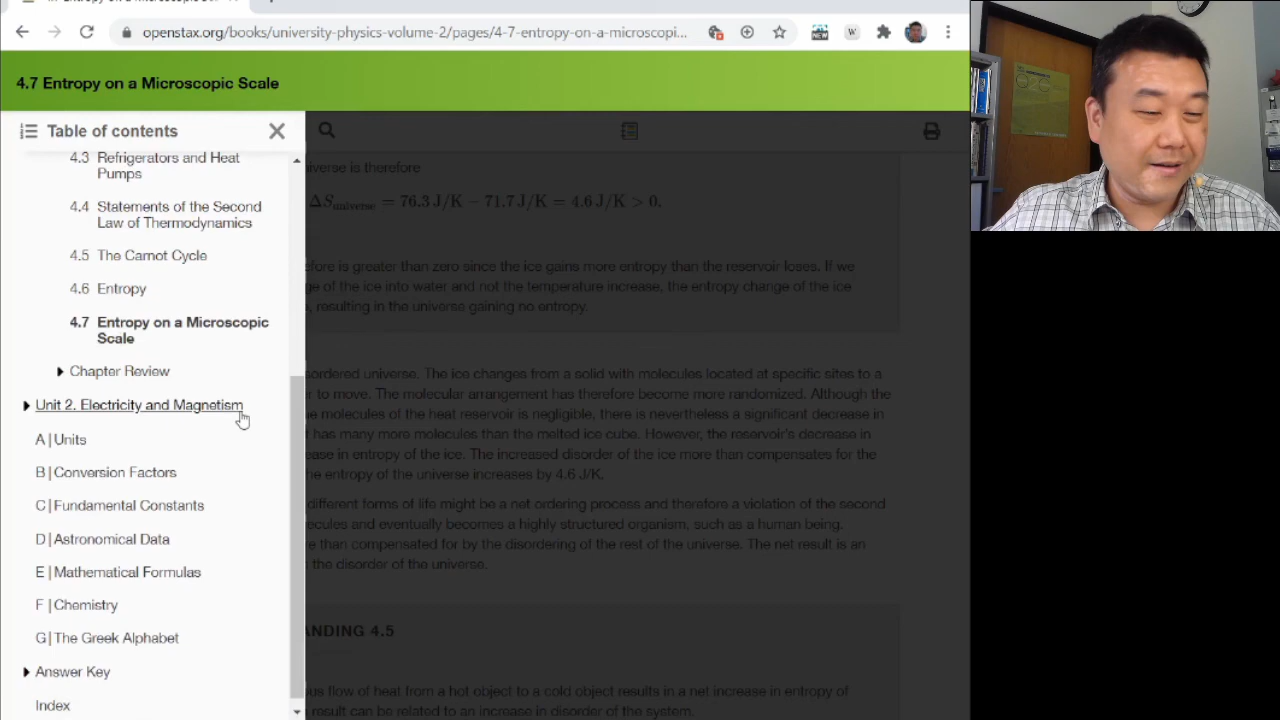 openstax.org/books/university-physics-volume-2/pages/4-7-entropy-on-a-microscopi...
NEW
W
4.7 Entropy on a Microscopic Scale
Table of contents
4.3 Refrigerators and Heat
Pumps
4.4 Statements of the Second
Law of Thermodynamics
4.5 The Carnot Cycle
4.6 Entropy
4.7 Entropy on a Microscopic
Scale
Chapter Review
Unit 2. Electricity and Magnetism
A | Units
B | Conversion Factors
C | Fundamental Constants
D | Astronomical Data
E | Mathematical Formulas
F | Chemistry
G | The Greek Alphabet
Answer Key
Index
niverse is therefore
ΔSuniverse = 76.3 J/K − 71.7 J/K = 4.6 J/K > 0.
efore is greater than zero since the ice gains more entropy than the reservoir loses. If we
ge of the ice into water and not the temperature increase, the entropy change of the ice
, resulting in the universe gaining no entropy.
sordered universe. The ice changes from a solid with molecules located at specific sites to a
r to move. The molecular arrangement has therefore become more randomized. Although the
e molecules of the heat reservoir is negligible, there is nevertheless a significant decrease in
t has many more molecules than the melted ice cube. However, the reservoir's decrease in
ease in entropy of the ice. The increased disorder of the ice more than compensates for the
he entropy of the universe increases by 4.6 J/K.
different forms of life might be a net ordering process and therefore a violation of the second
ecules and eventually becomes a highly structured organism, such as a human being.
re than compensated for by the disordering of the rest of the universe. The net result is an
s the disorder of the universe.
ANDING 4.5
ous flow of heat from a hot object to a cold object results in a net increase in entropy of
result can be related to an increase in disorder of the system.